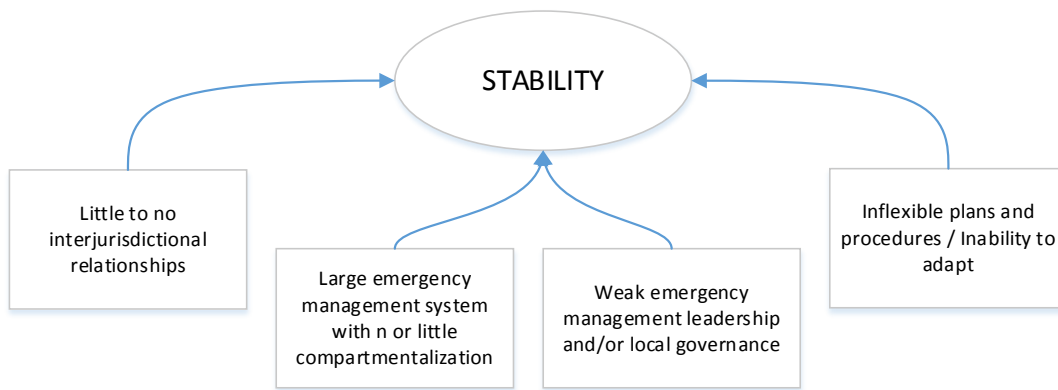 STABILITY
Little to no
interjurisdictional
relationships
Large emergency
management system
with n or little
compartmentalization
Weak emergency
management leadership
and/or local governance
Inflexible plans and
procedures / Inability to
adapt